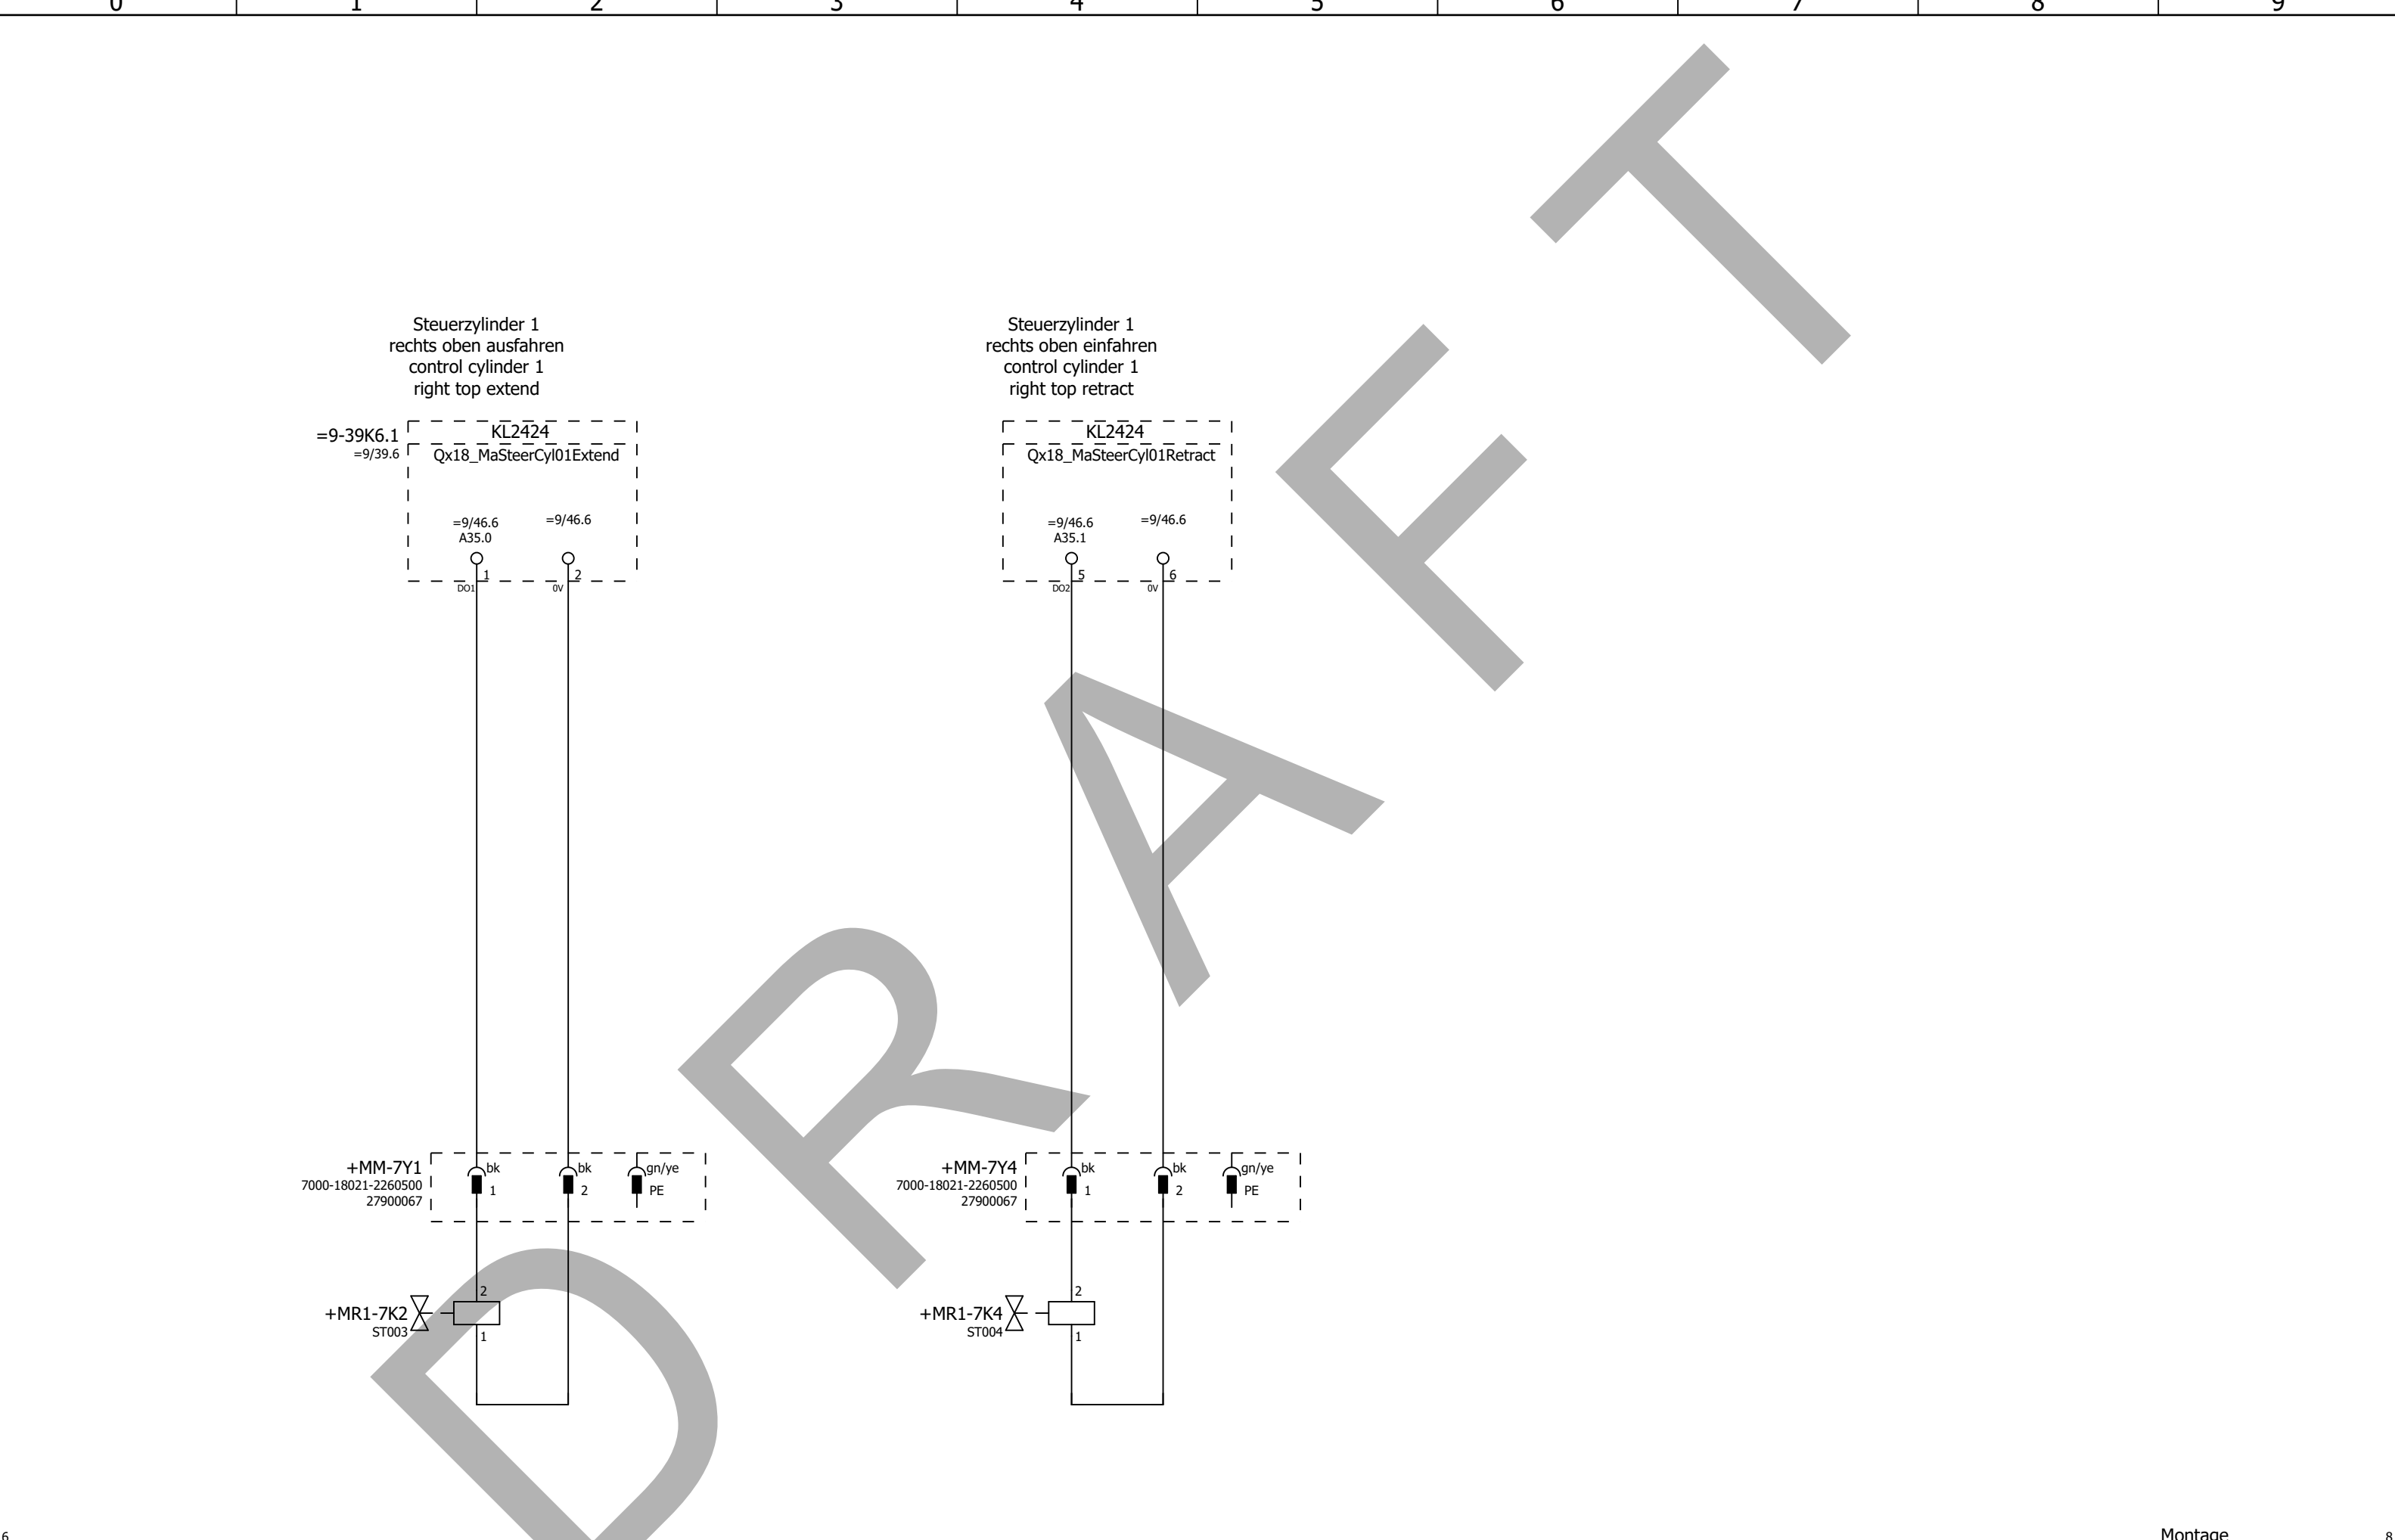 0 1 2 3 4 5 6 7 8 9
Steuerzylinder 1
rechts oben ausfahren
control cylinder 1
right top extend
Steuerzylinder 1
rechts oben einfahren
control cylinder 1
right top retract
=9-39K6.1
=9/39.6
KL2424
Qx18_MaSteerCyl01Extend
=9/46.6
A35.0
=9/46.6
1
DO1
2
0V
KL2424
Qx18_MaSteerCyl01Retract
=9/46.6
A35.1
=9/46.6
5
DO2
6
0V
+MM-7Y1
7000-18021-2260500
27900067
bk
1
bk
2
gn/ye
PE
+MM-7Y4
7000-18021-2260500
27900067
bk
1
bk
2
gn/ye
PE
+MR1-7K2
ST003
2
1
+MR1-7K4
ST004
2
1
DRAFT
6
Montage
8